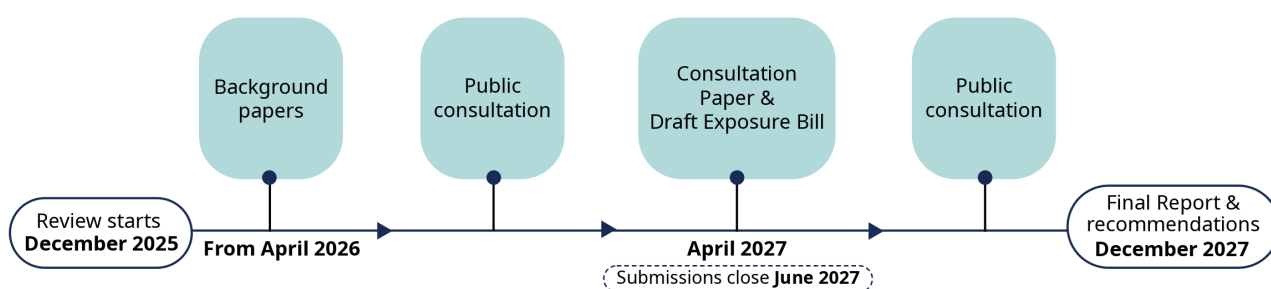 Review starts
December 2025
Background
papers
From April 2026
Public
consultation
Consultation
Paper &
Draft Exposure Bill
April 2027
Submissions close June 2027
Public
consultation
Final Report &
recommendations
December 2027